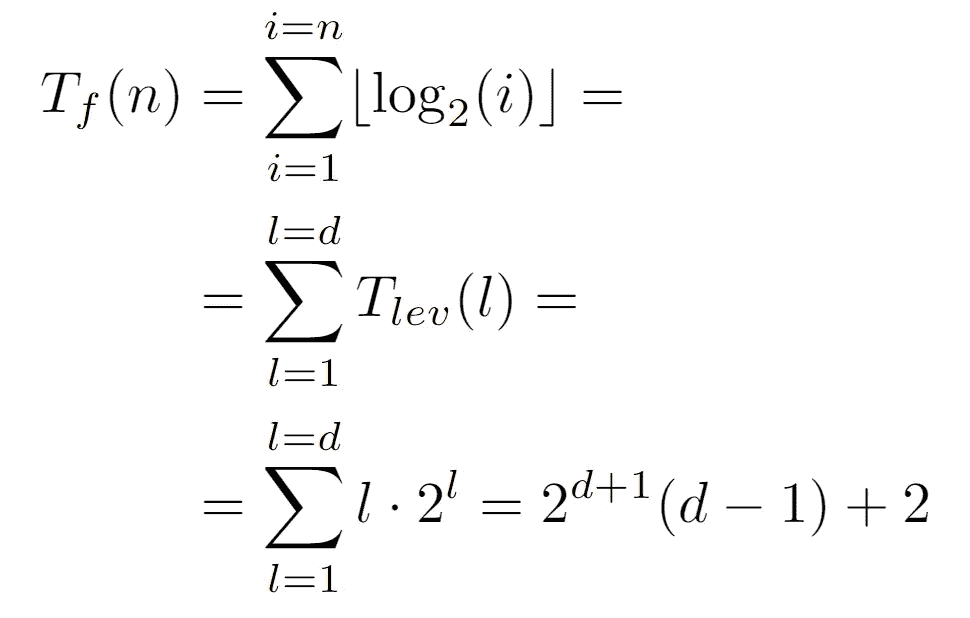 T_f(n) = \sum_{i=1}^{i=n} \lfloor \log_2(i) \rfloor =
= \sum_{l=1}^{l=d} T_{lev}(l) =
= \sum_{l=1}^{l=d} l \cdot 2^l = 2^{d+1}(d - 1) + 2